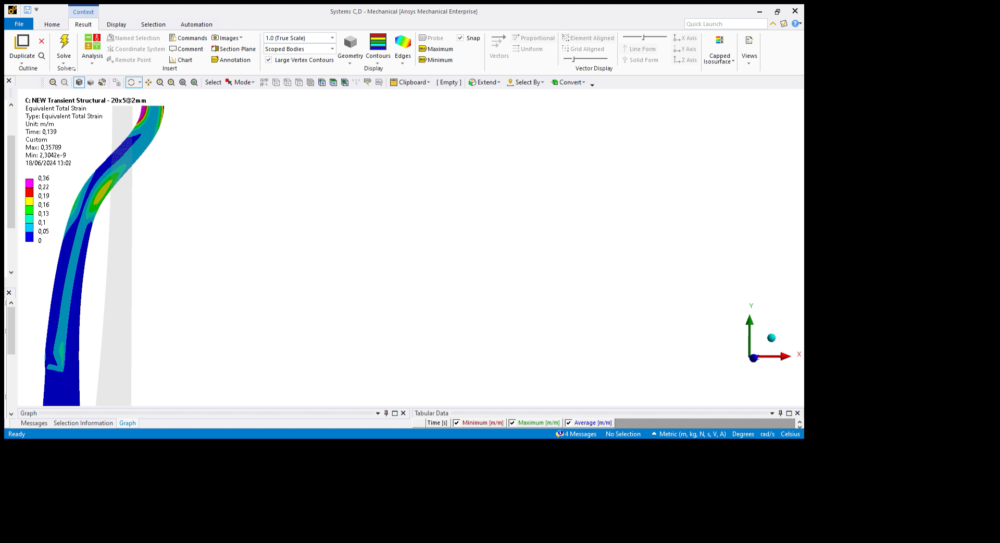 Context
Systems C,D - Mechanical [Ansys Mechanical Enterprise]
File Home Result Display Selection Automation
Quick Launch
Duplicate
Outline
Solve
Solver
Analysis
Named Selection
Coordinate System
Remote Point
Commands
Comment
Chart
Images
Section Plane
Annotation
Insert
1.0 (True Scale)
Scoped Bodies
Large Vertex Contours
Geometry
Contours
Edges
Display
Probe
Maximum
Minimum
Snap
Vectors
Proportional
Uniform
Element Aligned
Grid Aligned
Line Form
Solid Form
X Axis
Y Axis
Z Axis
Vector Display
Capped
Isosurface
Views
Select Mode Clipboard [ Empty ] Extend Select By Convert
C: NEW Transient Structural - 20x5@2mm
Equivalent Total Strain
Type: Equivalent Total Strain
Unit: m/m
Time: 0,139
Custom
Max: 0,35789
Min: 2,3042e-9
18/06/2024 13:02
0,36
0,22
0,19
0,16
0,13
0,1
0,05
0
Y
X
Graph
Tabular Data
Messages Selection Information Graph
Time [s] Minimum [m/m] Maximum [m/m] Average [m/m]
Ready
4 Messages No Selection Metric (m, kg, N, s, V, A) Degrees rad/s Celsius